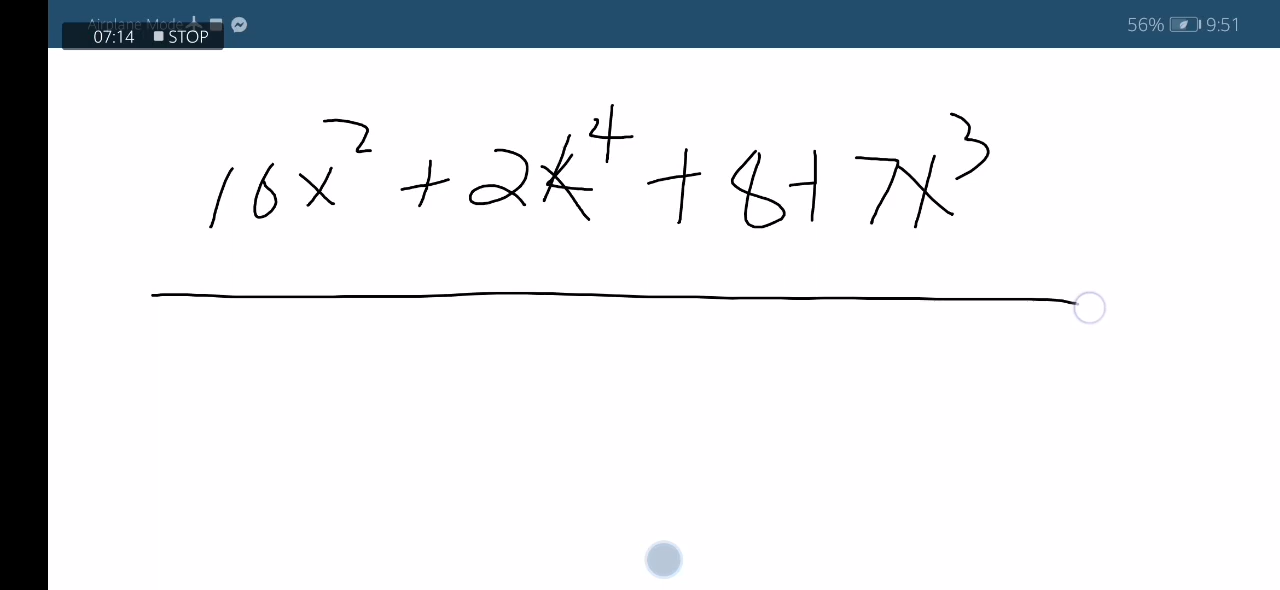 Airplane Mode
07:14 STOP
56% 9:51
16x² + 2x⁴ + 8 + 7x³